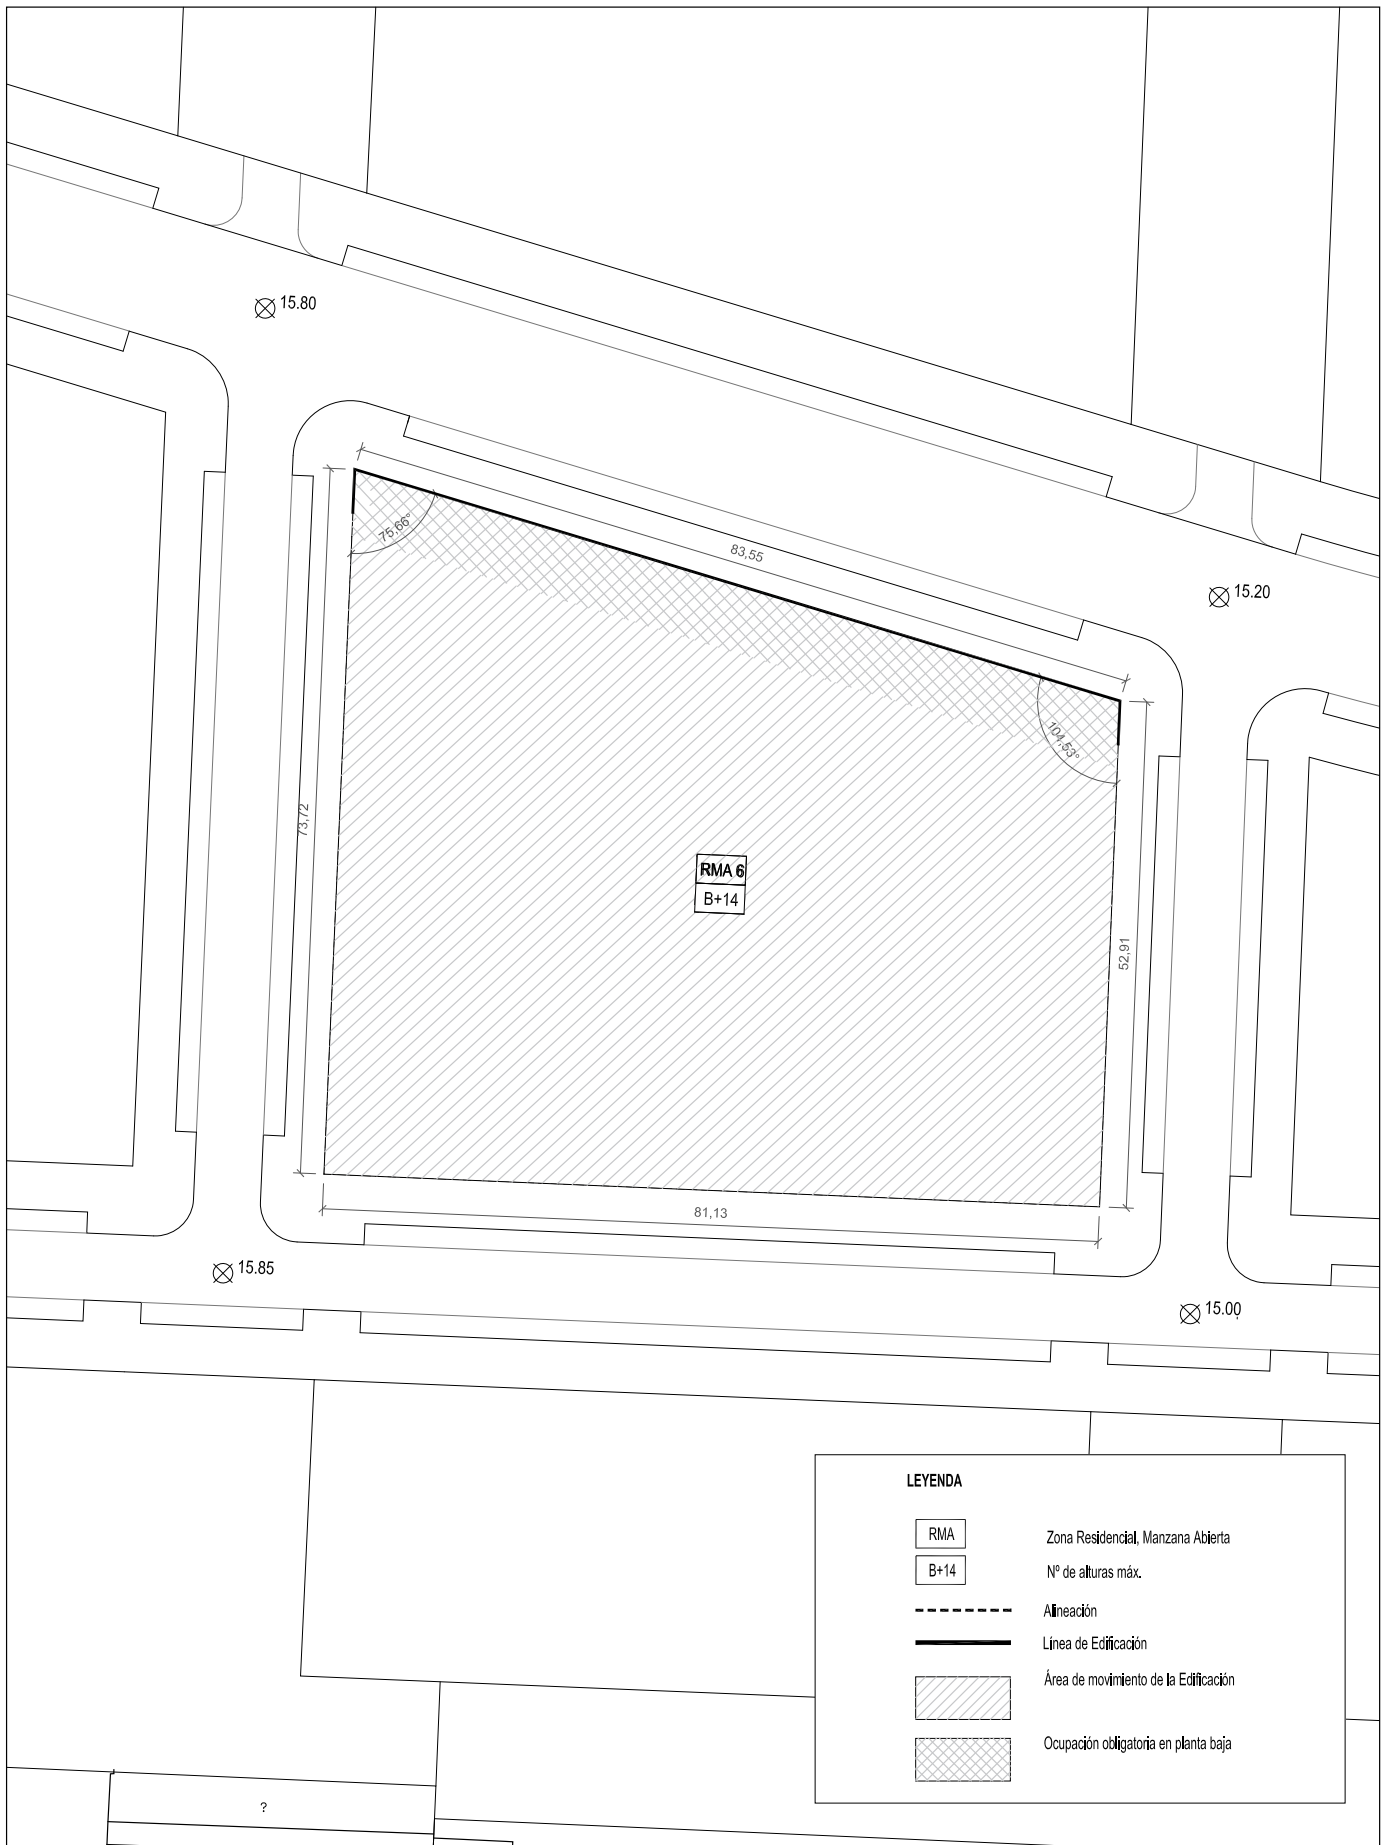 15.80
75,66°
83,55
15.20
104,53°
73,72
RMA 6
B+14
52,91
81,13
15.85
15.00
LEYENDA
RMA Zona Residencial, Manzana Abierta
B+14 Nº de alturas máx.
Alineación
Línea de Edificación
Área de movimiento de la Edificación
Ocupación obligatoria en planta baja
?